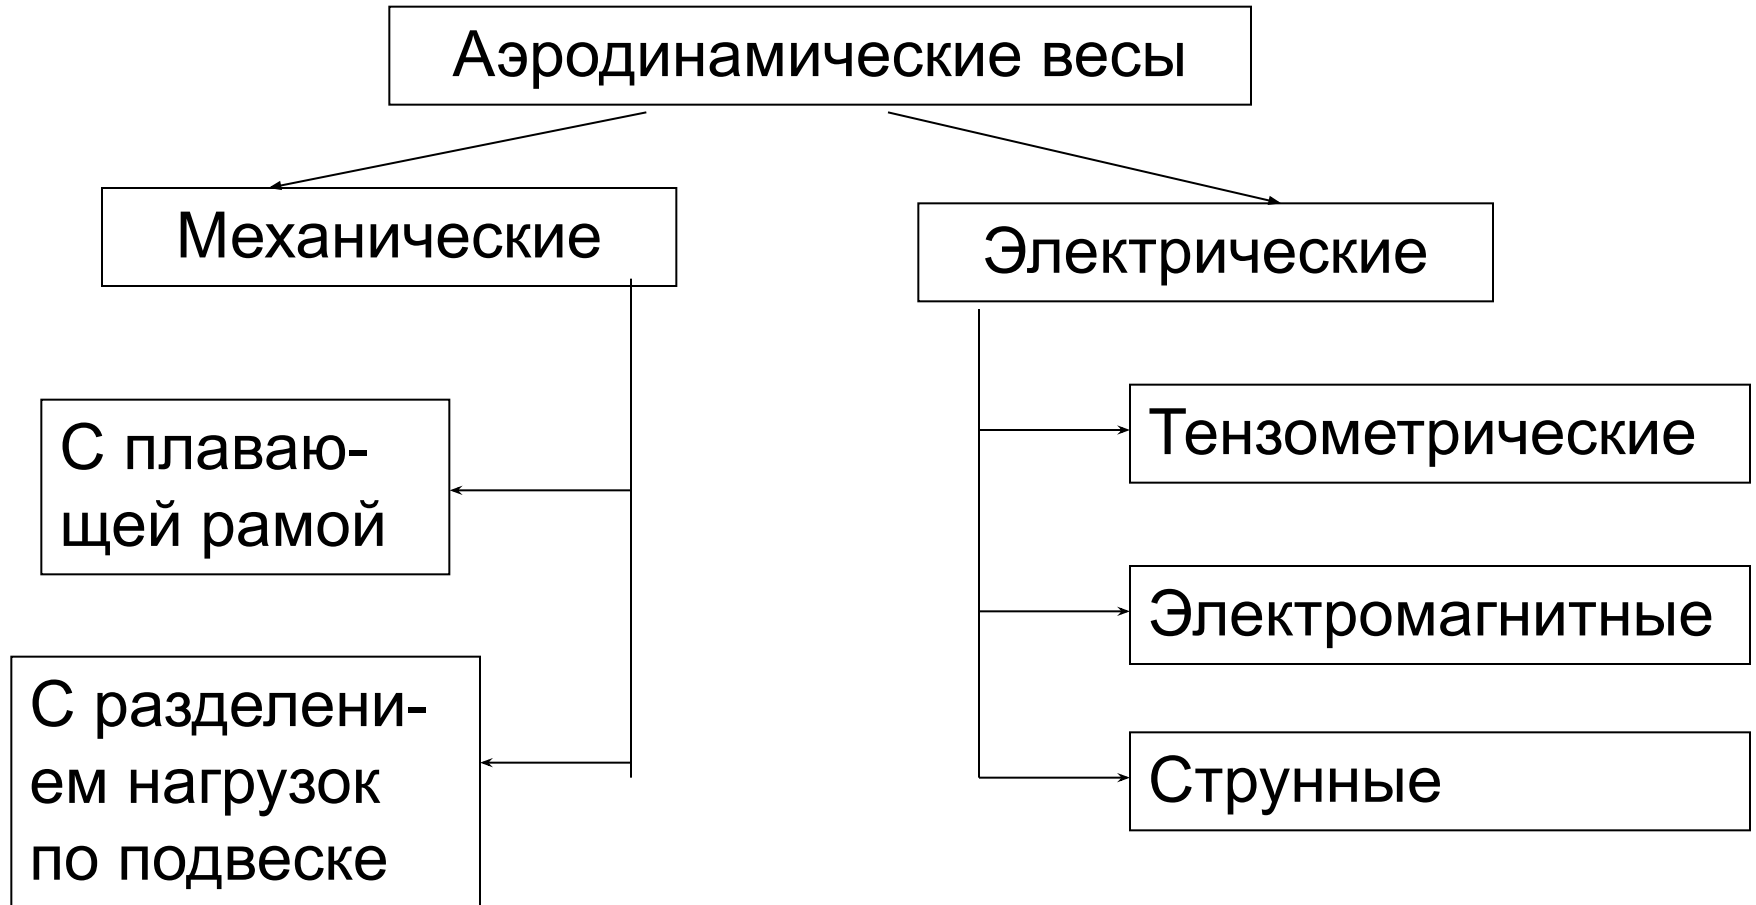 Аэродинамические весы
Механические
Электрические
С плаваю-
щей рамой
С разделени-
ем нагрузок
по подвеске
Тензометрические
Электромагнитные
Струнные